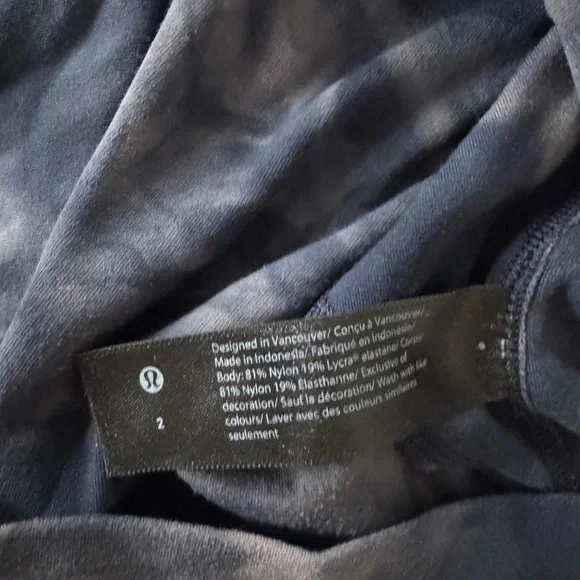 2
Designed in Vancouver/ Conçu à Vancouver/
Made in Indonesia/ Fabriqué en Indonésie/
Body: 81% Nylon 19% Lycra® elastane/ Corps:
81% Nylon 19% Élasthanne/ Exclusive of
decoration/ Sauf la décoration/ Wash with like
colours/ Laver avec des couleurs similaires
seulement